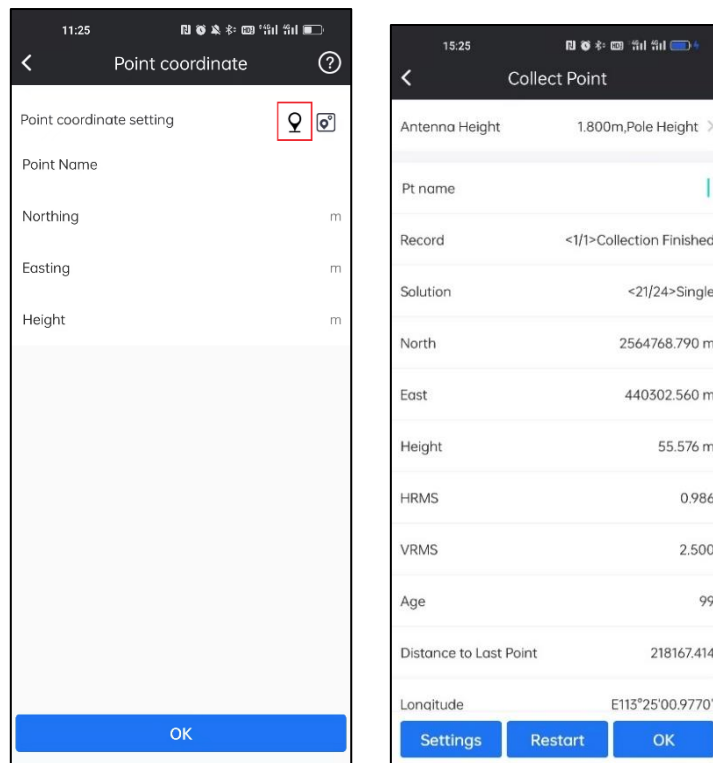 11:25
Point coordinate
Point coordinate setting
Point Name
Northing m
Easting m
Height m
OK
15:25
Collect Point
Antenna Height 1.800m,Pole Height
Pt name
Record <1/1>Collection Finished
Solution <21/24>Single
North 2564768.790 m
East 440302.560 m
Height 55.576 m
HRMS 0.986
VRMS 2.500
Age 99
Distance to Last Point 218167.414
Longitude E113°25'00.9770"
Settings Restart OK